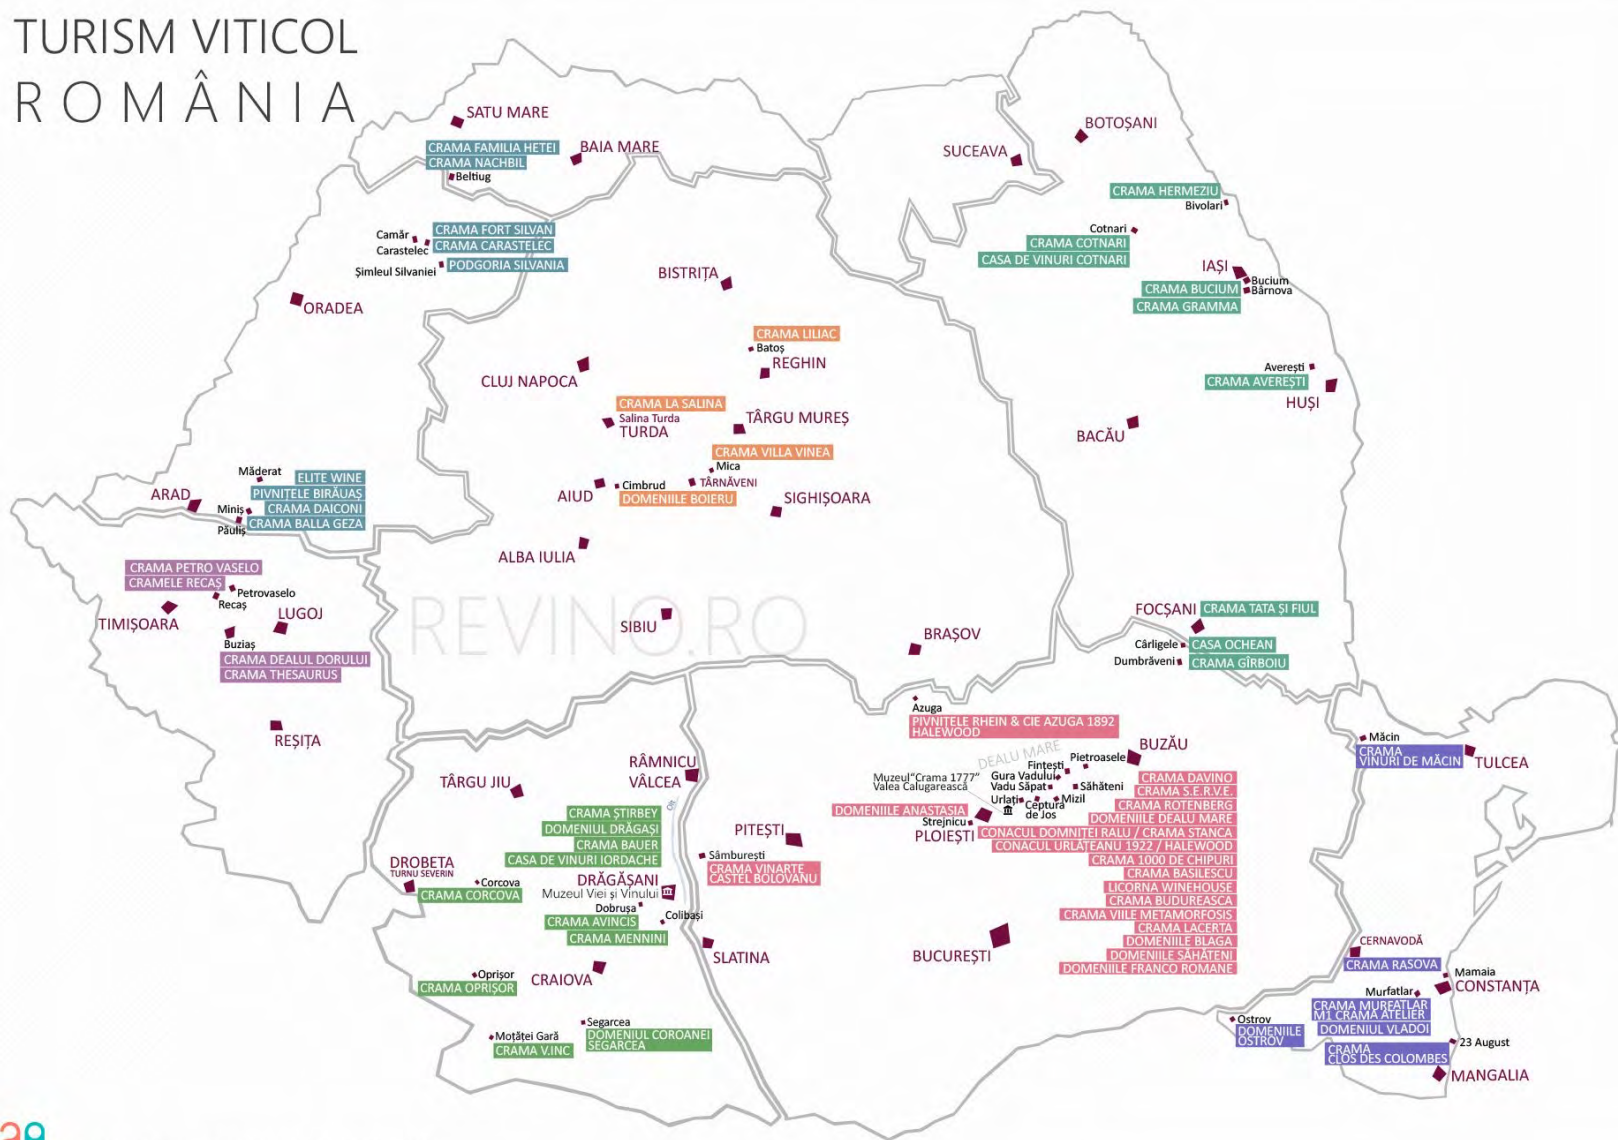 TURISM VITICOL
ROMÂNIA
SATU MARE
CRAMA FAMILIA HETEI
CRAMA NACHBIL
Beltiug
BAIA MARE
SUCEAVA
BOTOȘANI
CRAMA HERMEZIU
Bivolari
Camăr
Carastelec
CRAMA FORT SILVAN
CRAMA CARASTELEC
Șimleul Silvaniei
PODGORIA SILVANIA
Cotnari
CRAMA COTNARI
CASA DE VINURI COTNARI
IAȘI
Bucium
Bârnova
CRAMA BUCIUM
CRAMA GRAMMA
BISTRIȚA
ORADEA
CRAMA LILIAC
Batoș
REGHIN
CLUJ NAPOCA
Averești
CRAMA AVEREȘTI
HUȘI
CRAMA LA SALINA
Salina Turda
TURDA
TÂRGU MUREȘ
BACĂU
CRAMA VILLA VINEA
Mica
TÂRNĂVENI
AIUD
Cimbrud
DOMENIILE BOIERU
SIGHIȘOARA
Măderat
ELITE WINE
PIVNIȚELE BIRĂUAȘ
CRAMA DAICONI
CRAMA BALLA GEZA
ARAD
Miniș
Păuliș
ALBA IULIA
CRAMA PETRO VASELO
CRAMELE RECAȘ
Petrovaselo
Recaș
TIMIȘOARA
LUGOJ
Buziaș
CRAMA DEALUL DORULUI
CRAMA THESAURUS
REȘIȚA
REVINO.RO
SIBIU
BRAȘOV
FOCȘANI
CRAMA TATA ȘI FIUL
Cârligele
CASA OCHEAN
Dumbrăveni
CRAMA GÎRBOIU
Azuga
PIVNIȚELE RHEIN & CIE AZUGA 1892
HALEWOOD
DEALU MARE
BUZĂU
Pietroasele
Fintești
Gura Vadului
Vadu Săpat
Săhăteni
Muzeul"Crima 1777"
Valea Calugarească
Urlați
Ceptura
de Jos
Mizil
DOMENIILE ANASTASIA
Strejnicu
PLOIEȘTI
CRAMA DAVINO
CRAMA S.E.R.V.E.
CRAMA ROTENBERG
DOMENIILE DEALU MARE
CONACUL DOMNIȚEI RALU / CRAMA STANCA
CONACUL URLĂȚEANU 1922 / HALEWOOD
CRAMA 1000 DE CHIPURI
CRAMA BASILESCU
LICORNA WINEHOUSE
CRAMA BUDUREASCA
CRAMA VIILE METAMORFOSIS
CRAMA LACERTA
DOMENIILE BLAGA
DOMENIILE SĂHĂTENI
DOMENIILE FRANCO ROMANE
Măcin
CRAMA
VINURI DE MĂCIN
TULCEA
RÂMNICU
VÂLCEA
TÂRGU JIU
CRAMA ȘTIRBEY
DOMENIUL DRĂGAȘI
CRAMA BAUER
CASA DE VINURI IORDACHE
Olt
PITEȘTI
Sâmburești
CRAMA VINARTE
CASTEL BOLOVANU
DROBETA
TURNU SEVERIN
Corcova
CRAMA CORCOVA
DRĂGĂȘANI
Muzeul Viei și Vinului
Dobrușa
Colibași
CRAMA AVINCIS
CRAMA MENNINI
SLATINA
BUCUREȘTI
Oprișor
CRAMA OPRIȘOR
CRAIOVA
Segarcea
DOMENIUL COROANEI
SEGARCEA
Moțăței Gară
CRAMA V.INC
CERNAVODĂ
CRAMA RASOVA
Mamaia
CONSTANȚA
Murfatlar
CRAMA MURFATLAR
M1 CRAMA ATELIER
DOMENIUL VLADOI
Ostrov
DOMENIILE
OSTROV
23 August
CRAMA
CLOS DES COLOMBES
MANGALIA